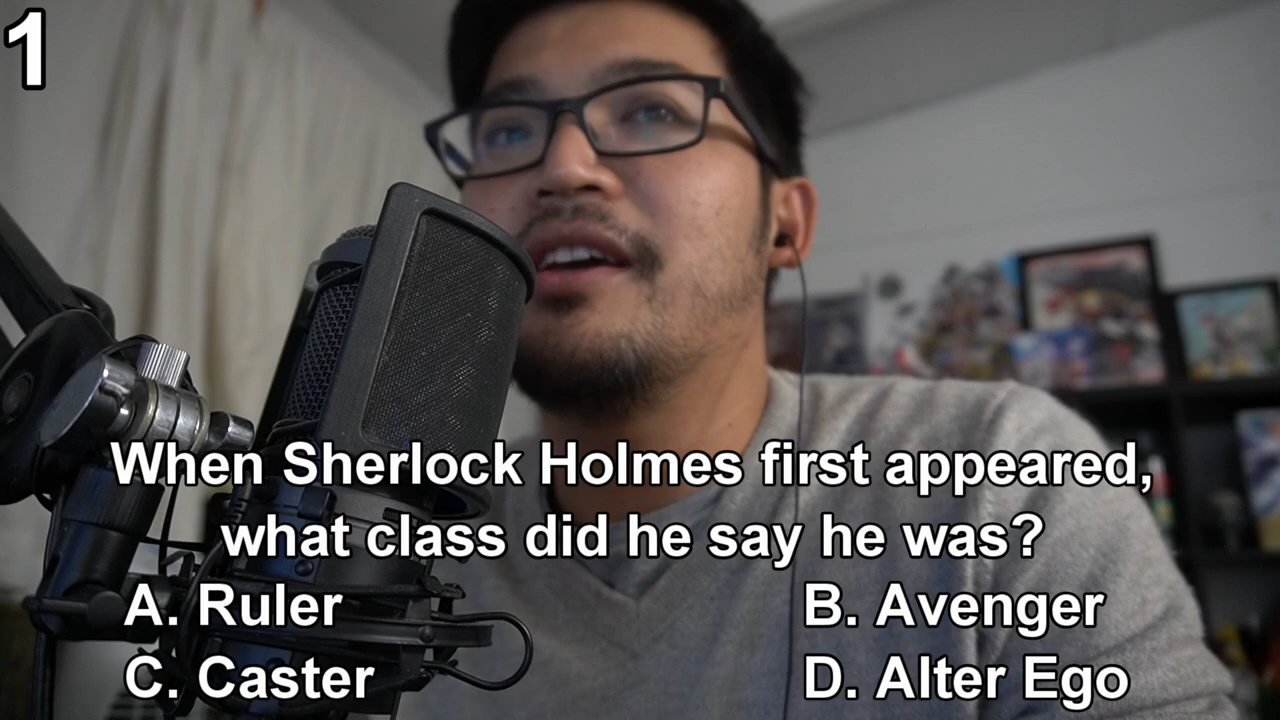 1
When Sherlock Holmes first appeared,
what class did he say he was?
A. Ruler
B. Avenger
C. Caster
D. Alter Ego